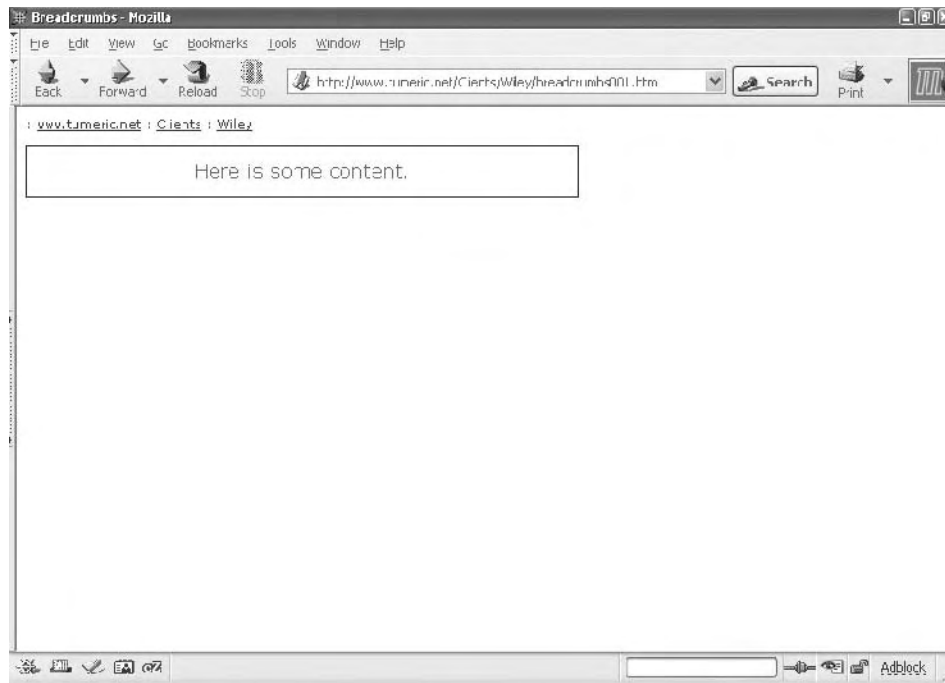 Breadcrumbs - Mozilla
File Edit View Go Bookmarks Tools Window Help
Back Forward Reload Stop http://www.tumeric.net/Clients/Wiley/breadcrumbs001.htm Search Print
: www.tumeric.net : Clients : Wiley
Here is some content.
Adblock